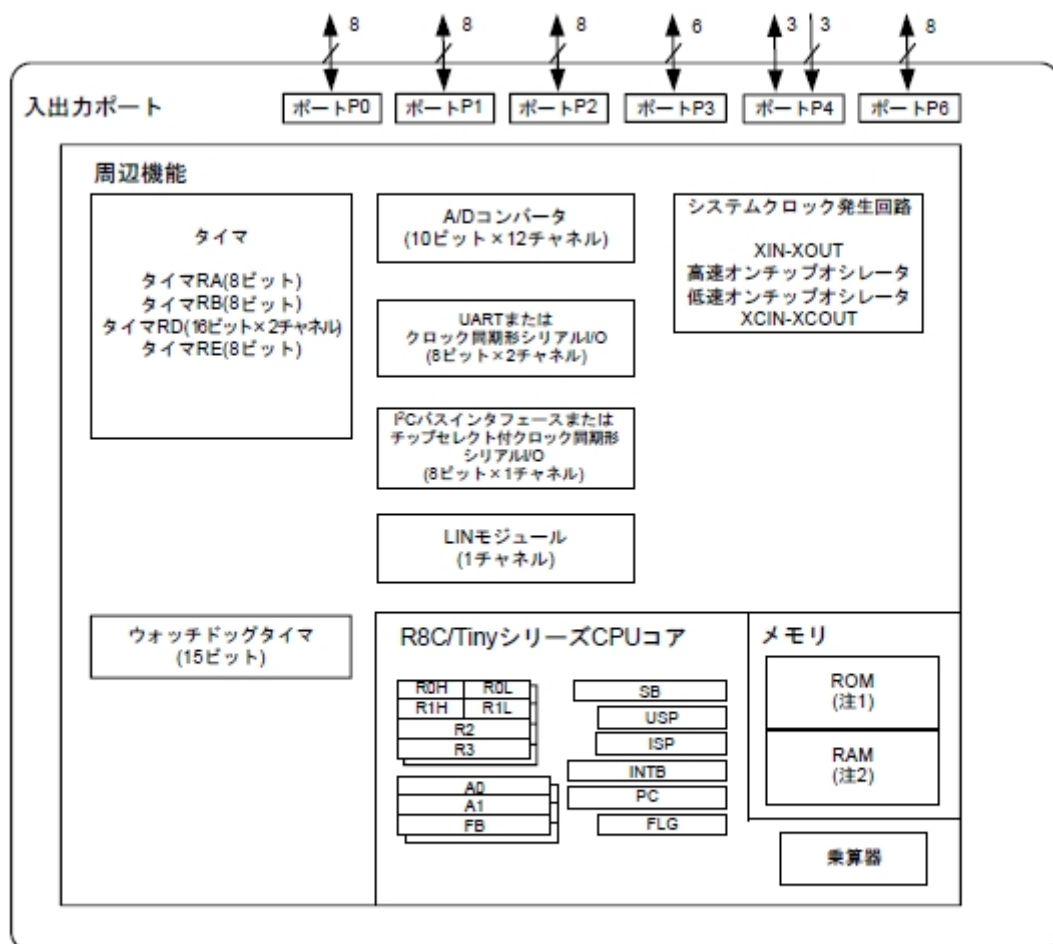 8 8 8 6 3 3 8
入出力ポート
ポートP0 ポートP1 ポートP2 ポートP3 ポートP4 ポートP6
周辺機能
タイマ
タイマRA(8ビット)
タイマRB(8ビット)
タイマRD(16ビット×2チャネル)
タイマRE(8ビット)
A/Dコンバータ
(10ビット×12チャネル)
UARTまたは
クロック同期形シリアルI/O
(8ビット×2チャネル)
I²Cバスインタフェースまたは
チップセレクト付クロック同期形
シリアルI/O
(8ビット×1チャネル)
LINモジュール
(1チャネル)
システムクロック発生回路
XIN-XOUT
高速オンチップオシレータ
低速オンチップオシレータ
XCIN-XCOUT
ウォッチドッグタイマ
(15ビット)
R8C/TinyシリーズCPUコア
R0H R0L
R1H R1L
R2
R3
A0
A1
FB
SB
USP
ISP
INTB
PC
FLG
メモリ
ROM
(注1)
RAM
(注2)
乗算器